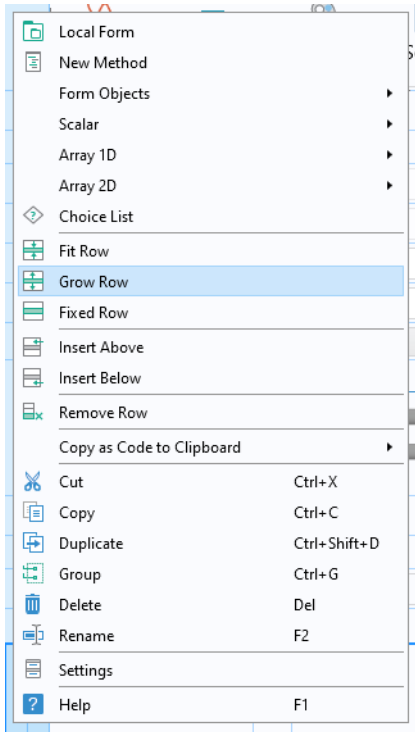 Local Form
New Method
Form Objects
Scalar
Array 1D
Array 2D
Choice List
Fit Row
Grow Row
Fixed Row
Insert Above
Insert Below
Remove Row
Copy as Code to Clipboard
Cut Ctrl+X
Copy Ctrl+C
Duplicate Ctrl+Shift+D
Group Ctrl+G
Delete Del
Rename F2
Settings
? Help F1